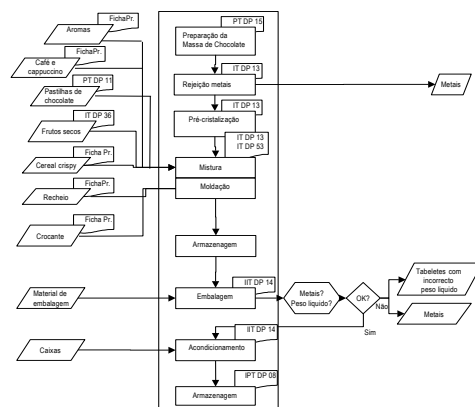 FichaPr.
Aromas
FichaPr.
Café e
cappuccino
PT DP 11
Pastilhas de
chocolate
IT DP 36
Frutos secos
Ficha Pr.
Cereal crispy
FichaPr.
Recheio
Ficha Pr.
Crocante
Material de
embalagem
Caixas
PT DP 15
Preparação da
Massa de Chocolate
IT DP 13
Rejeição metais
Metais
IT DP 13
Pré-cristalização
IT DP 13
IT DP 53
Mistura
Moldação
Armazenagem
IIT DP 14
Embalagem
Metais?
Peso líquido?
OK?
Não
Sim
Tabeletes com
incorrecto
peso líquido
Metais
IIT DP 14
Acondicionamento
IPT DP 08
Armazenagem